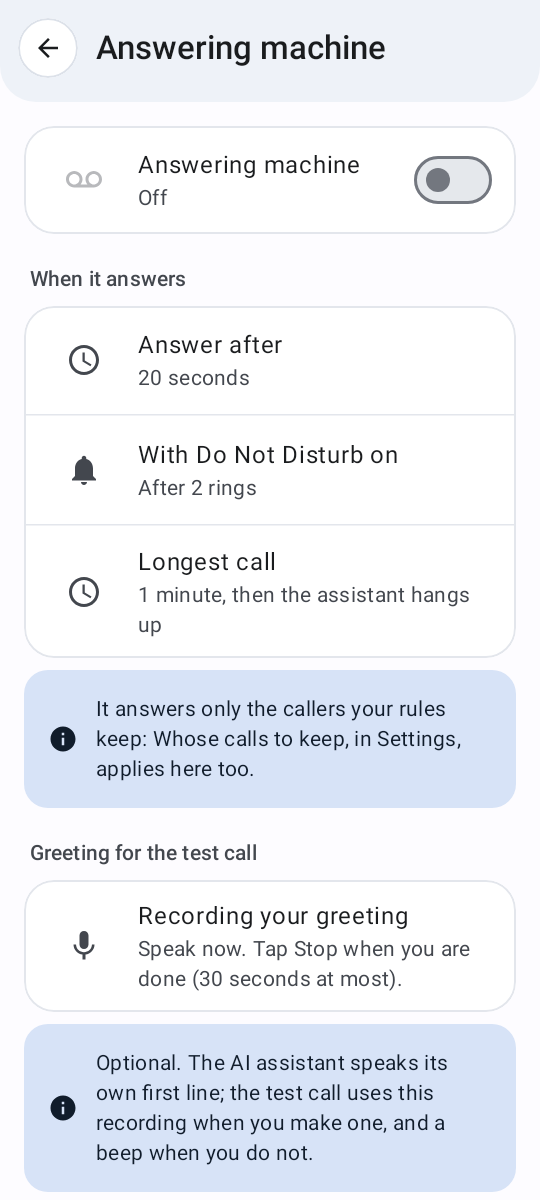 Answering machine
Answering machine
Off
When it answers
Answer after
20 seconds
With Do Not Disturb on
After 2 rings
Longest call
1 minute, then the assistant hangs
up
It answers only the callers your rules
keep: Whose calls to keep, in Settings,
applies here too.
Greeting for the test call
Recording your greeting
Speak now. Tap Stop when you are
done (30 seconds at most).
Optional. The AI assistant speaks its
own first line; the test call uses this
recording when you make one, and a
beep when you do not.